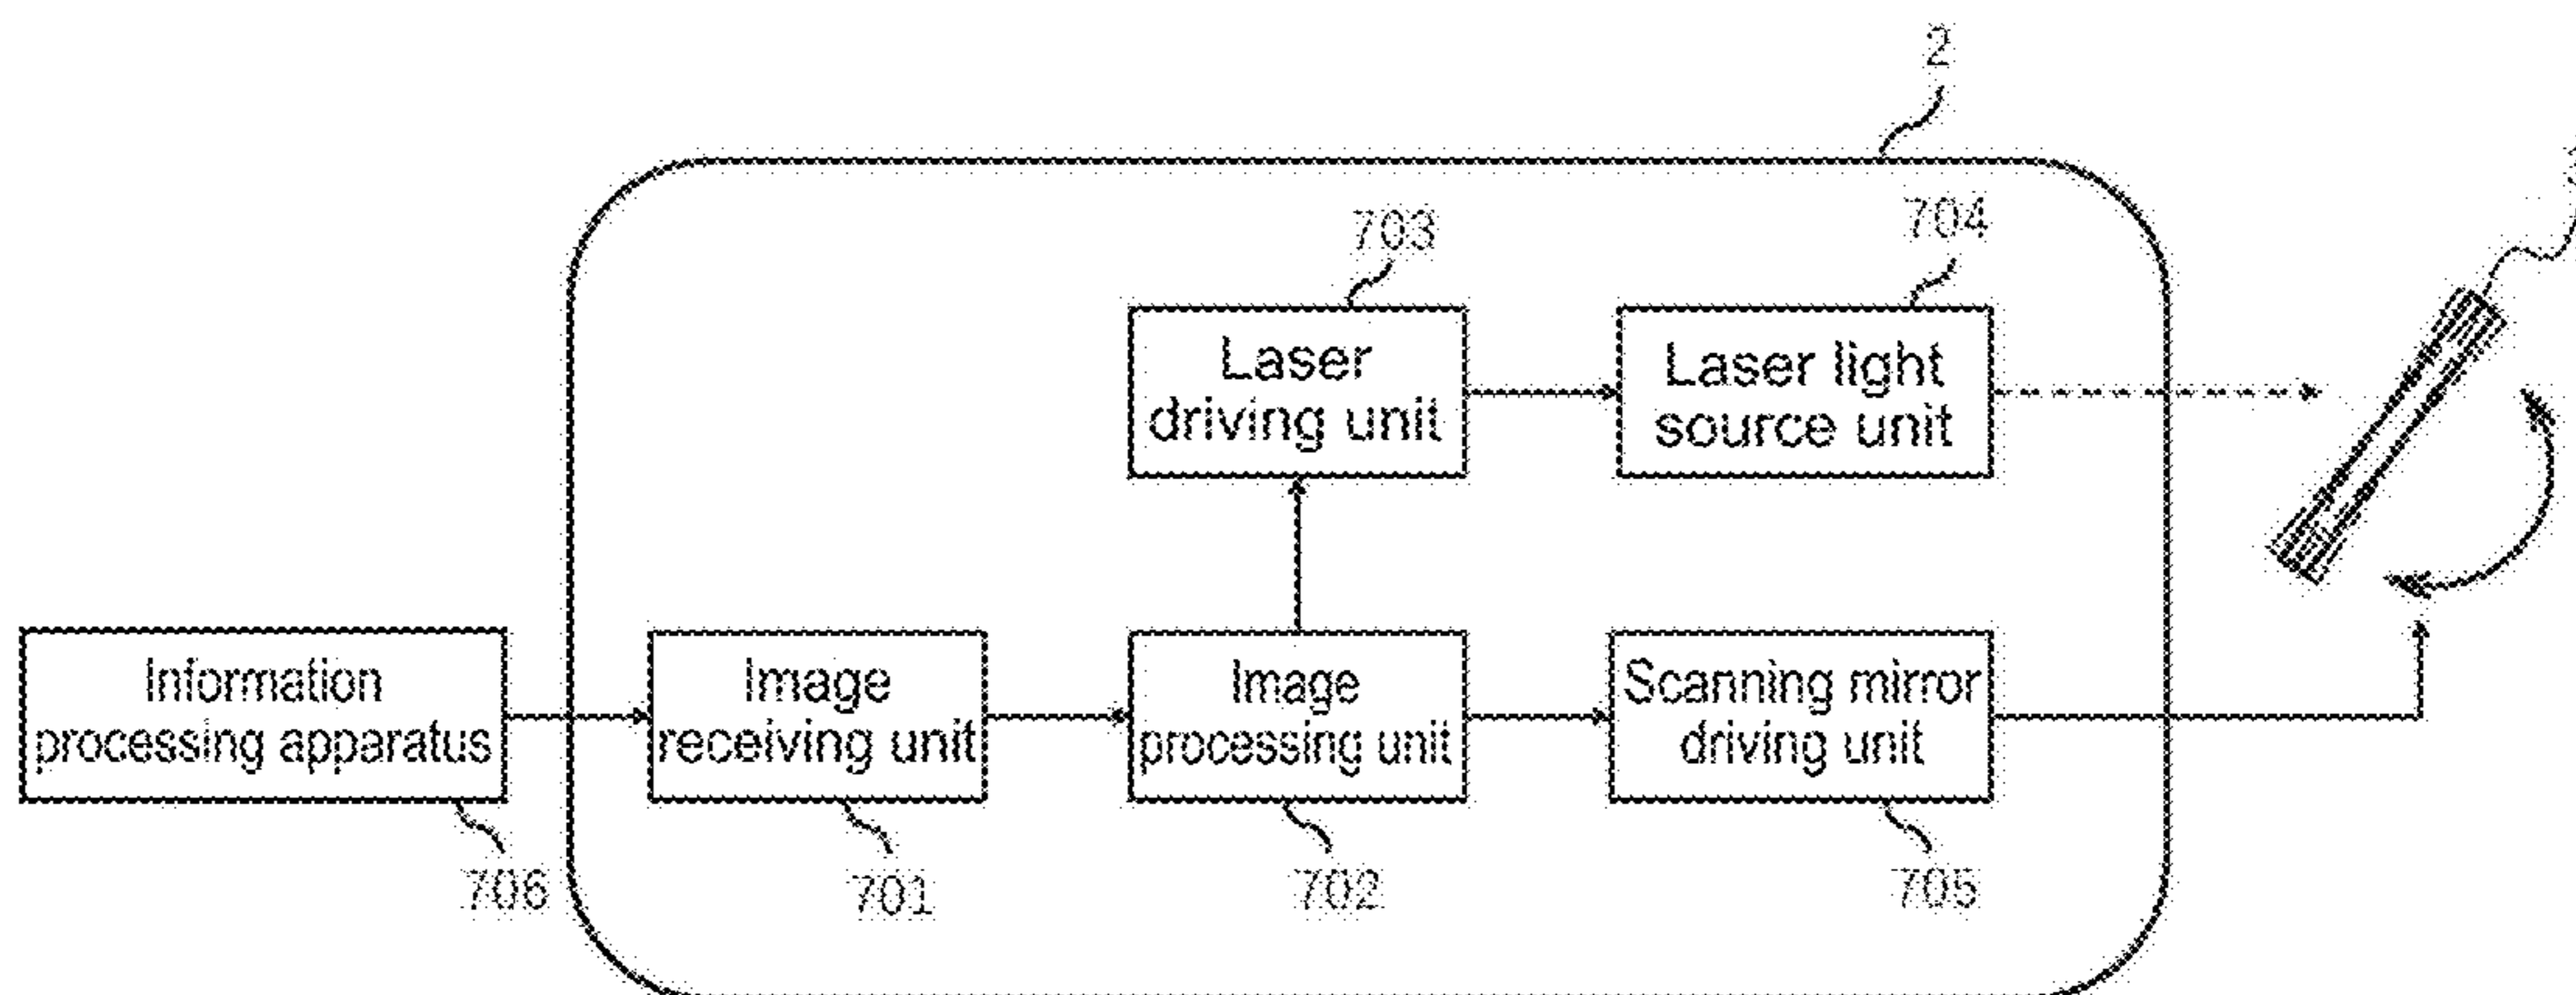 2
703
704
Laser
driving unit
Laser light
source unit
Information
processing apparatus
Image
receiving unit
Image
processing unit
Scanning mirror
driving unit
706
701
702
705